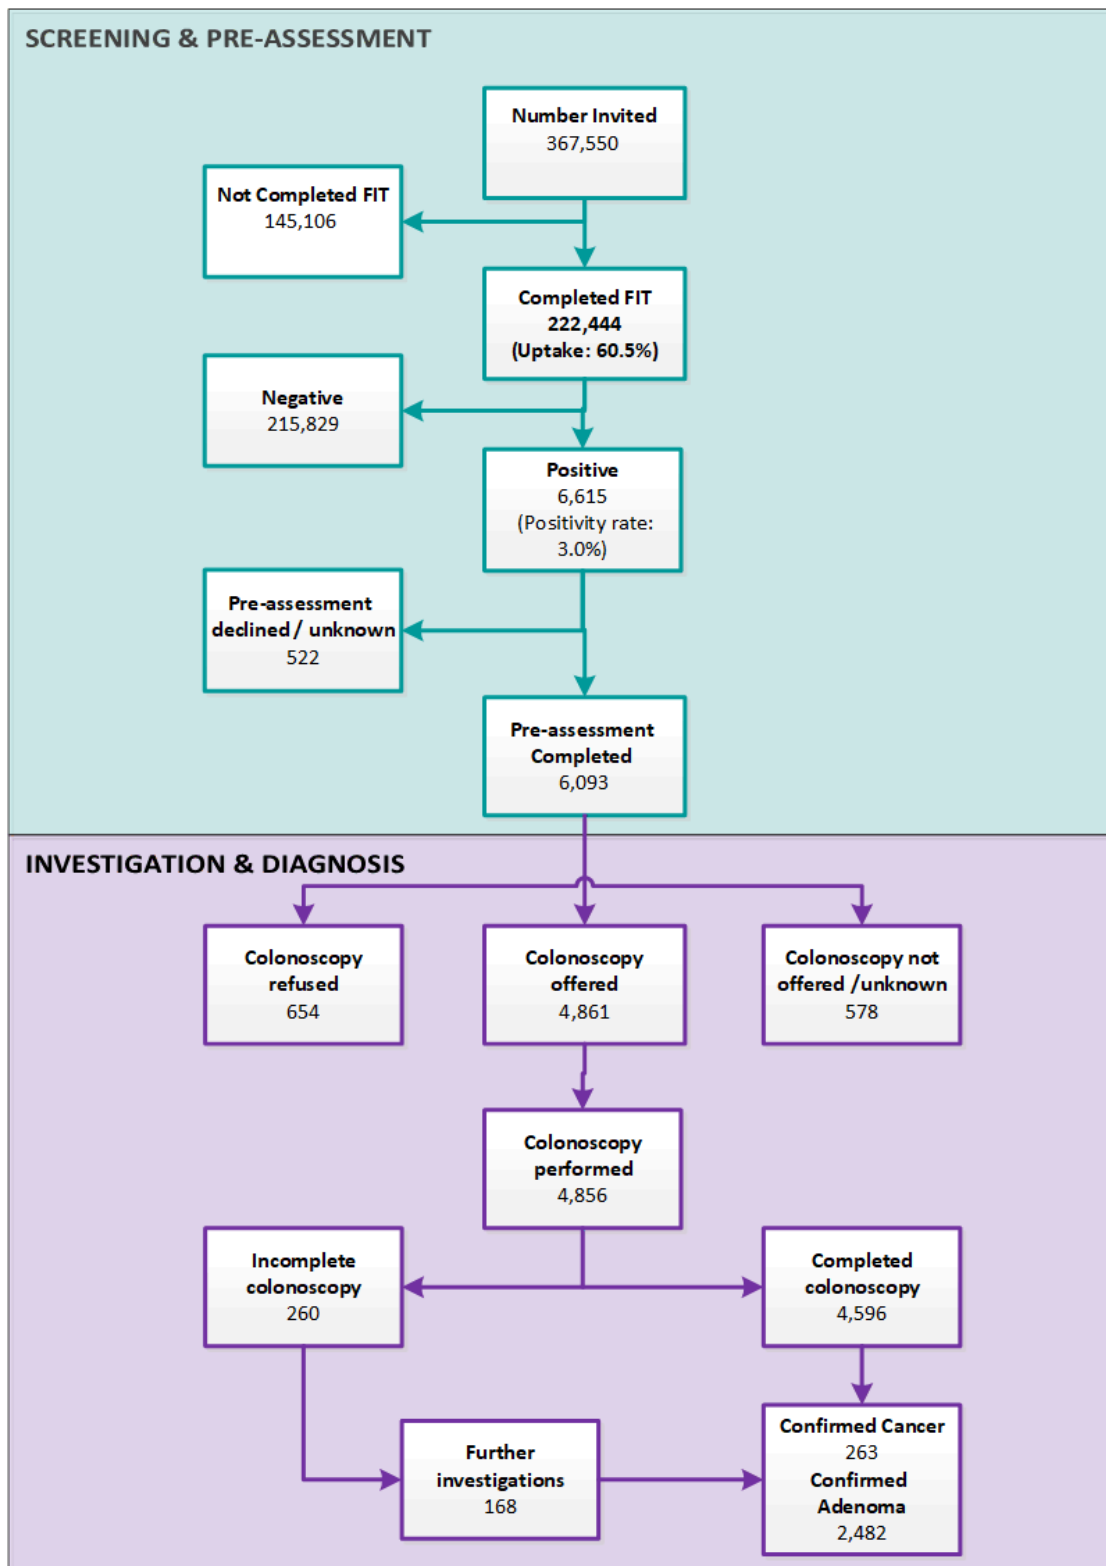 SCREENING & PRE-ASSESSMENT
Number Invited
367,550
Not Completed FIT
145,106
Completed FIT
222,444
(Uptake: 60.5%)
Negative
215,829
Positive
6,615
(Positivity rate:
3.0%)
Pre-assessment
declined / unknown
522
Pre-assessment
Completed
6,093
INVESTIGATION & DIAGNOSIS
Colonoscopy
refused
654
Colonoscopy
offered
4,861
Colonoscopy not
offered /unknown
578
Colonoscopy
performed
4,856
Incomplete
colonoscopy
260
Completed
colonoscopy
4,596
Further
investigations
168
Confirmed Cancer
263
Confirmed
Adenoma
2,482